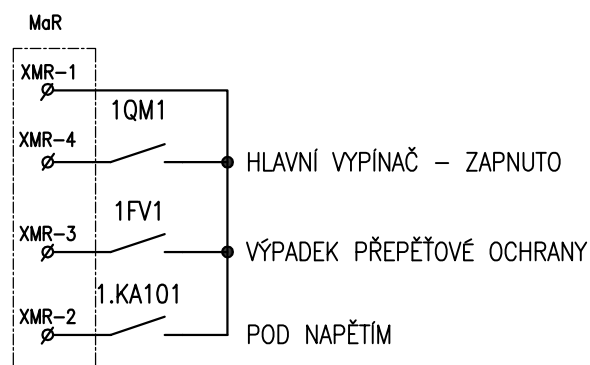 MaR
XMR-1
1QM1
XMR-4
HLAVNÍ VYPÍNAČ – ZAPNUTO
1FV1
XMR-3
VÝPADEK PŘEPĚŤOVÉ OCHRANY
1.KA101
XMR-2
POD NAPĚTÍM